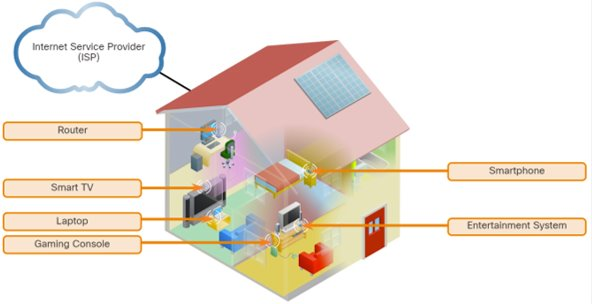 Internet Service Provider
(ISP)
Router
Smart TV
Laptop
Gaming Console
Smartphone
Entertainment System